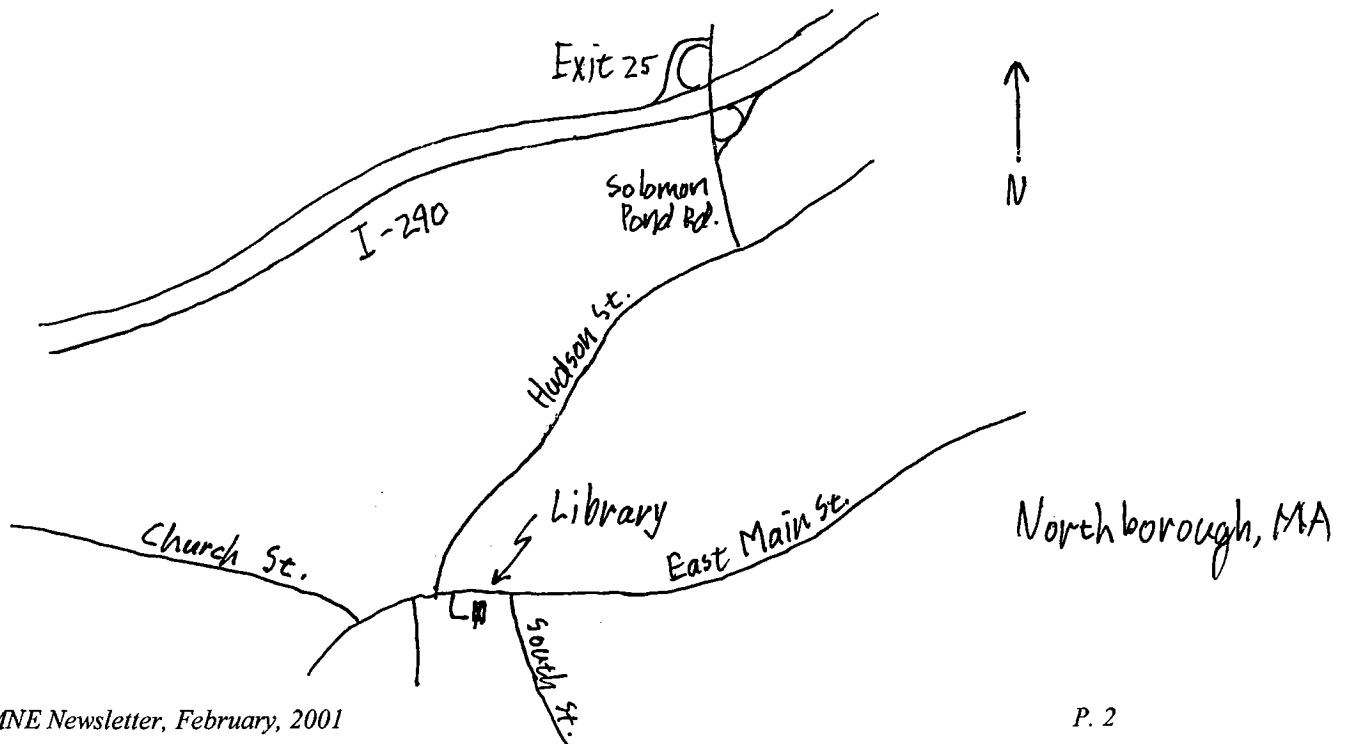 Exit 25
Solomon
Pond Rd.
N
I-290
Hudson St.
Library
East Main St.
Northborough, MA
Church St.
South St.
NE Newsletter, February, 2001
P. 2